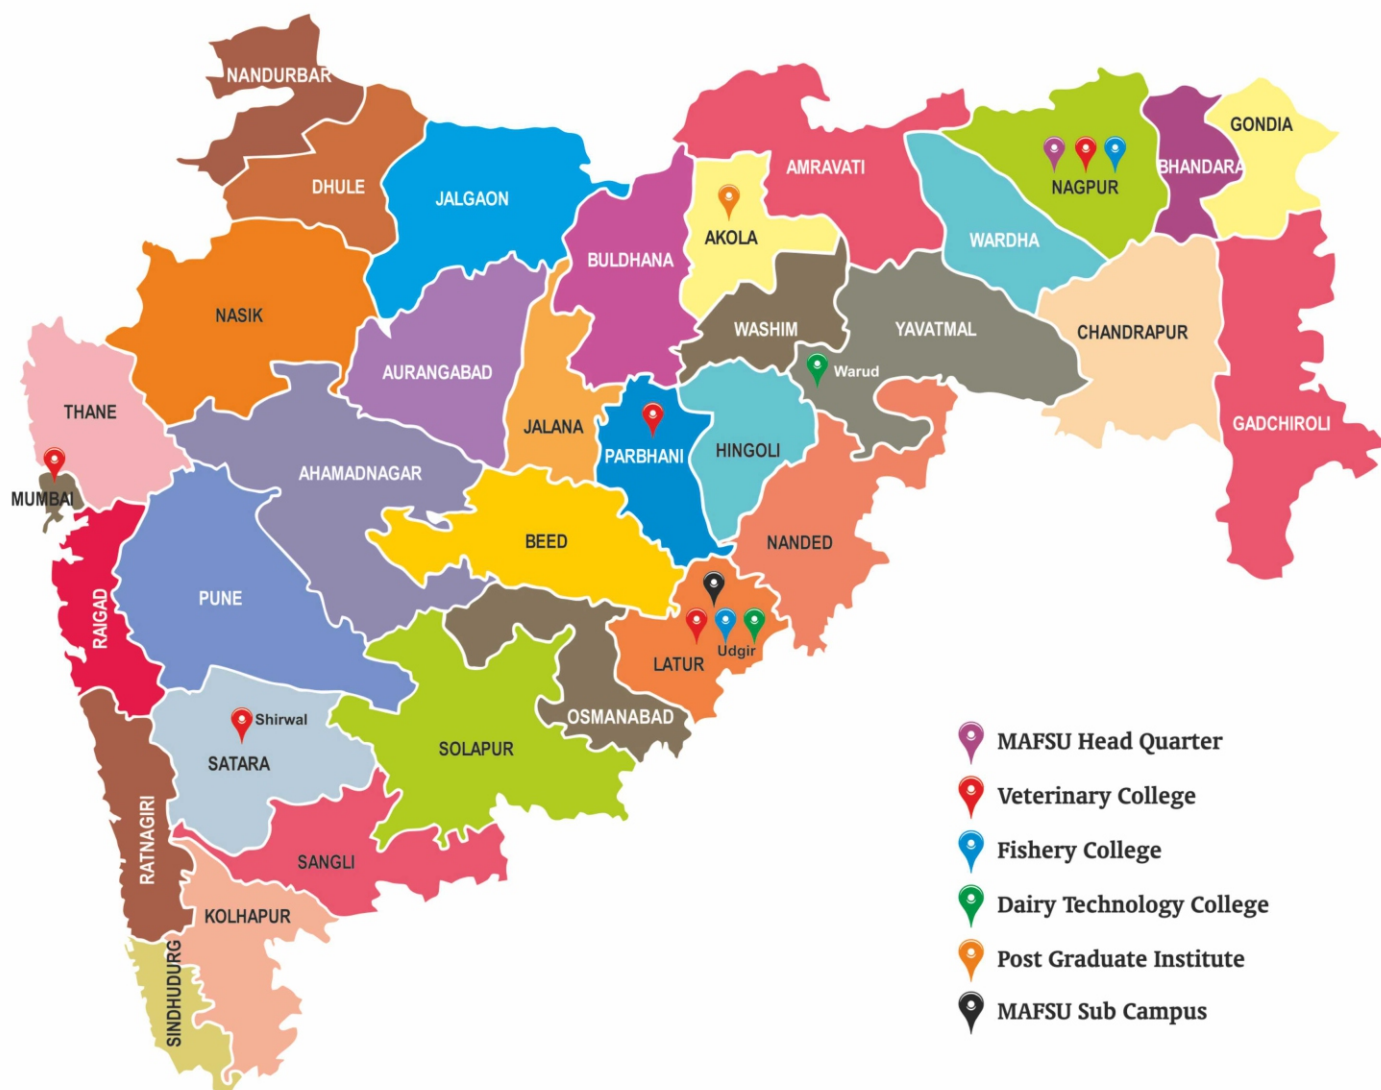 NANDURBAR
DHULE
JALGAON
BULDHANA
AKOLA
AMRAVATI
WARDHA
NAGPUR
BHANDARA
GONDIA
NASIK
AURANGABAD
JALANA
WASHIM
YAVATMAL
Warud
CHANDRAPUR
GADCHIROLI
THANE
MUMBAI
AHAMADNAGAR
PARBHANI
HINGOLI
NANDED
BEED
RAIGAD
PUNE
LATUR
Udgir
OSMANABAD
Shirwal
SATARA
SOLAPUR
RATNAGIRI
SANGLI
KOLHAPUR
SINDHUDURG
MAFSU Head Quarter
Veterinary College
Fishery College
Dairy Technology College
Post Graduate Institute
MAFSU Sub Campus